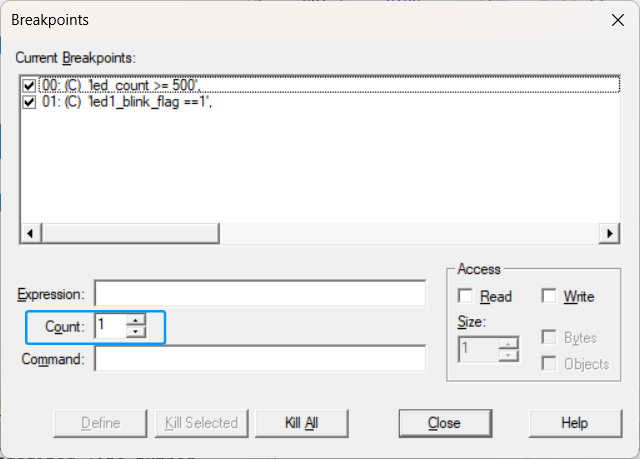 Breakpoints
Current Breakpoints:
00: (C) 'led_count >= 500',
01: (C) 'led1_blink_flag ==1',
Access
Expression:
Read
Write
Count: 1
Size:
1
Bytes
Command:
Objects
Define
Kill Selected
Kill All
Close
Help